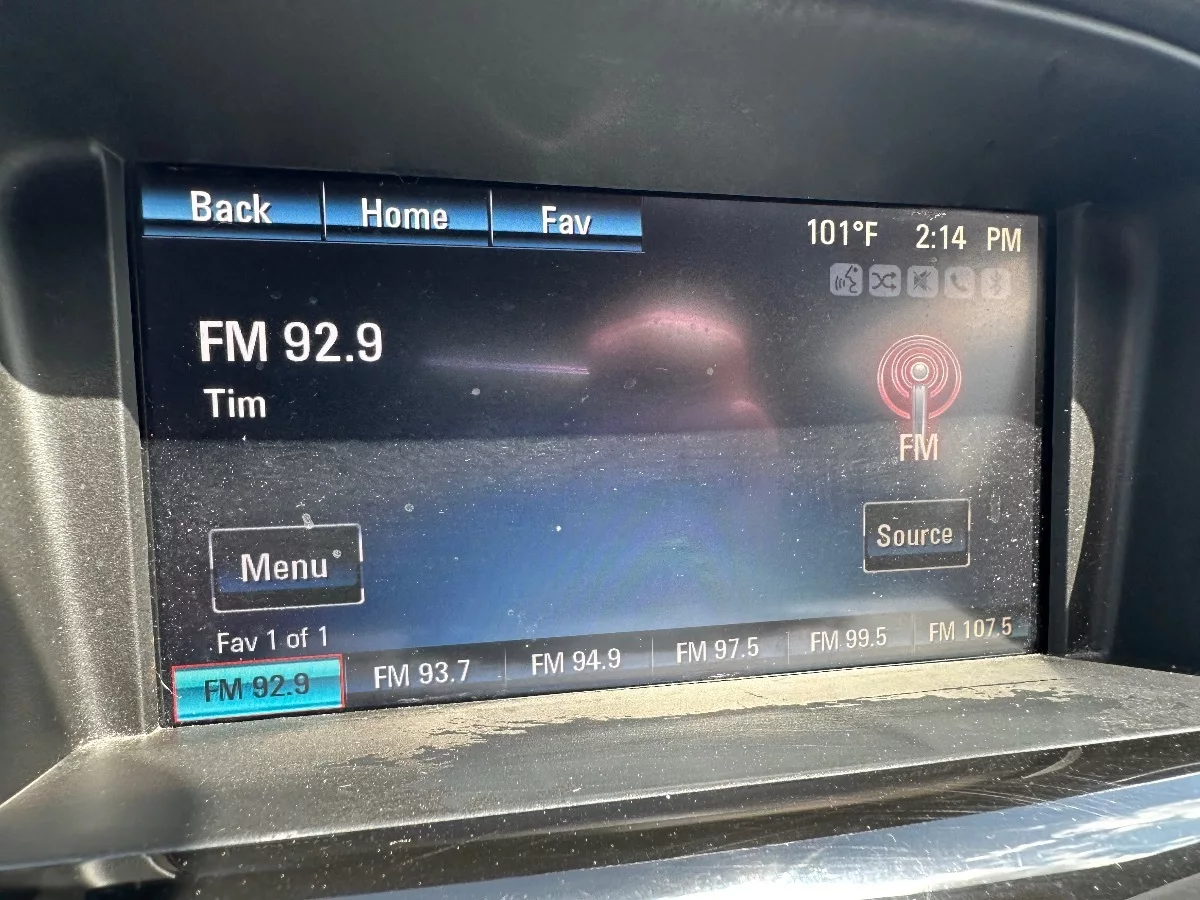 Back Home Fav 101°F 2:14 PM
FM 92.9
Tim
FM
Menu
Source
Fav 1 of 1
FM 92.9 FM 93.7 FM 94.9 FM 97.5 FM 99.5 FM 107.5